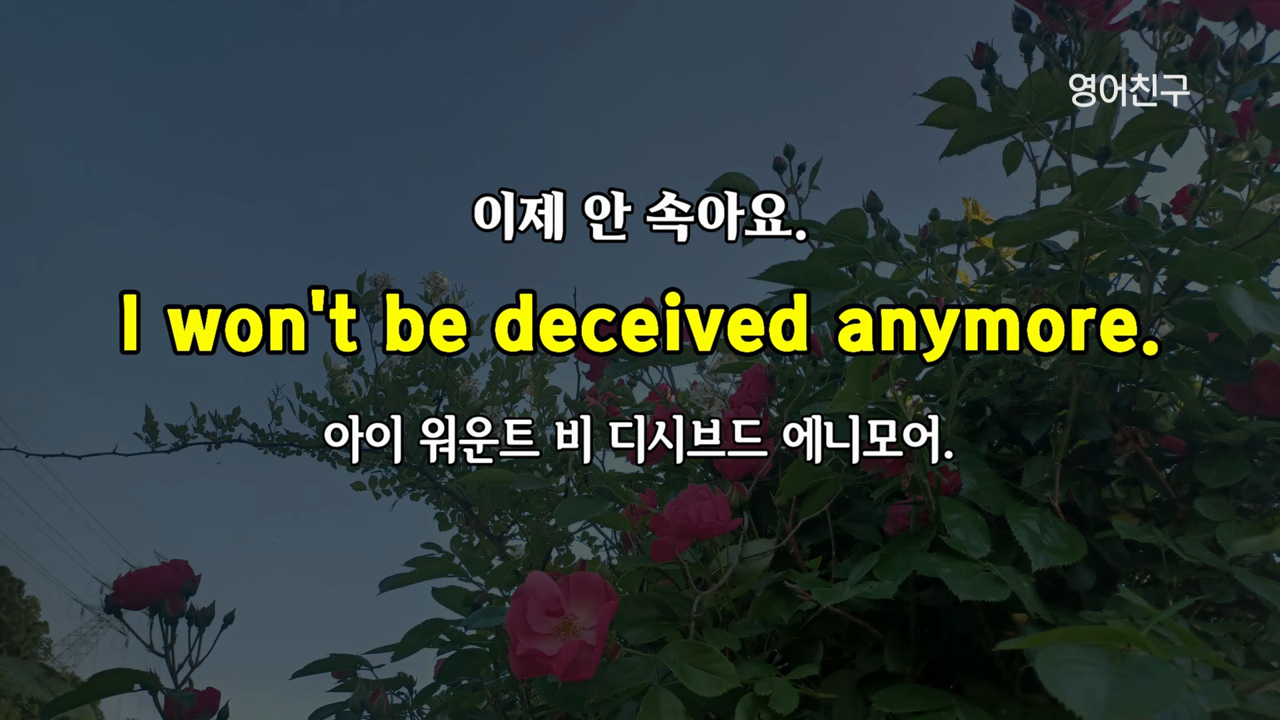 영어친구
이제 안 속아요.
I won't be deceived anymore.
아이 워운트 비 디시브드 에니모어.